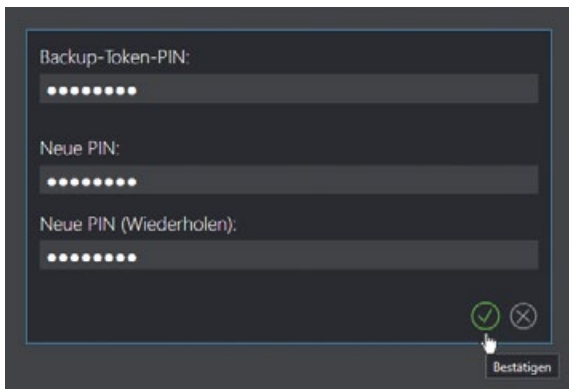 Backup-Token-PIN:
●●●●●●●●
Neue PIN:
●●●●●●●●
Neue PIN (Wiederholen):
●●●●●●●●
Bestätigen